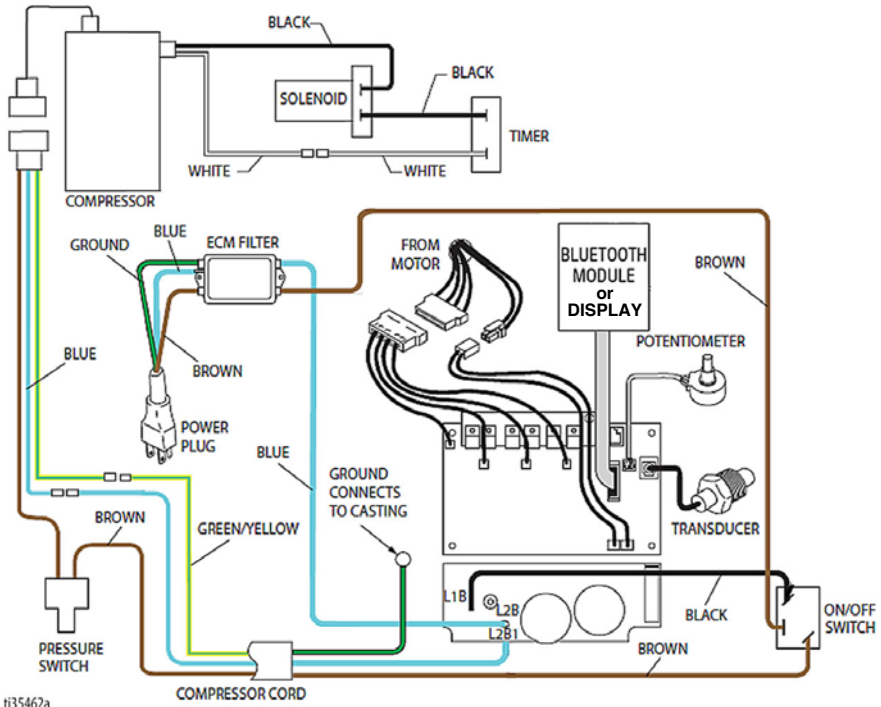 BLACK
BLACK
SOLENOID
TIMER
WHITE
WHITE
COMPRESSOR
BLUE
ECM FILTER
GROUND
FROM
MOTOR
BLUETOOTH
MODULE
or
DISPLAY
BROWN
POTENTIOMETER
BLUE
BROWN
POWER
PLUG
BLUE
GROUND
CONNECTS
TO CASTING
TRANSDUCER
BROWN
GREEN/YELLOW
L1B
L2B
L2B1
BLACK
ON/OFF
SWITCH
PRESSURE
SWITCH
BROWN
COMPRESSOR CORD
ti35462a